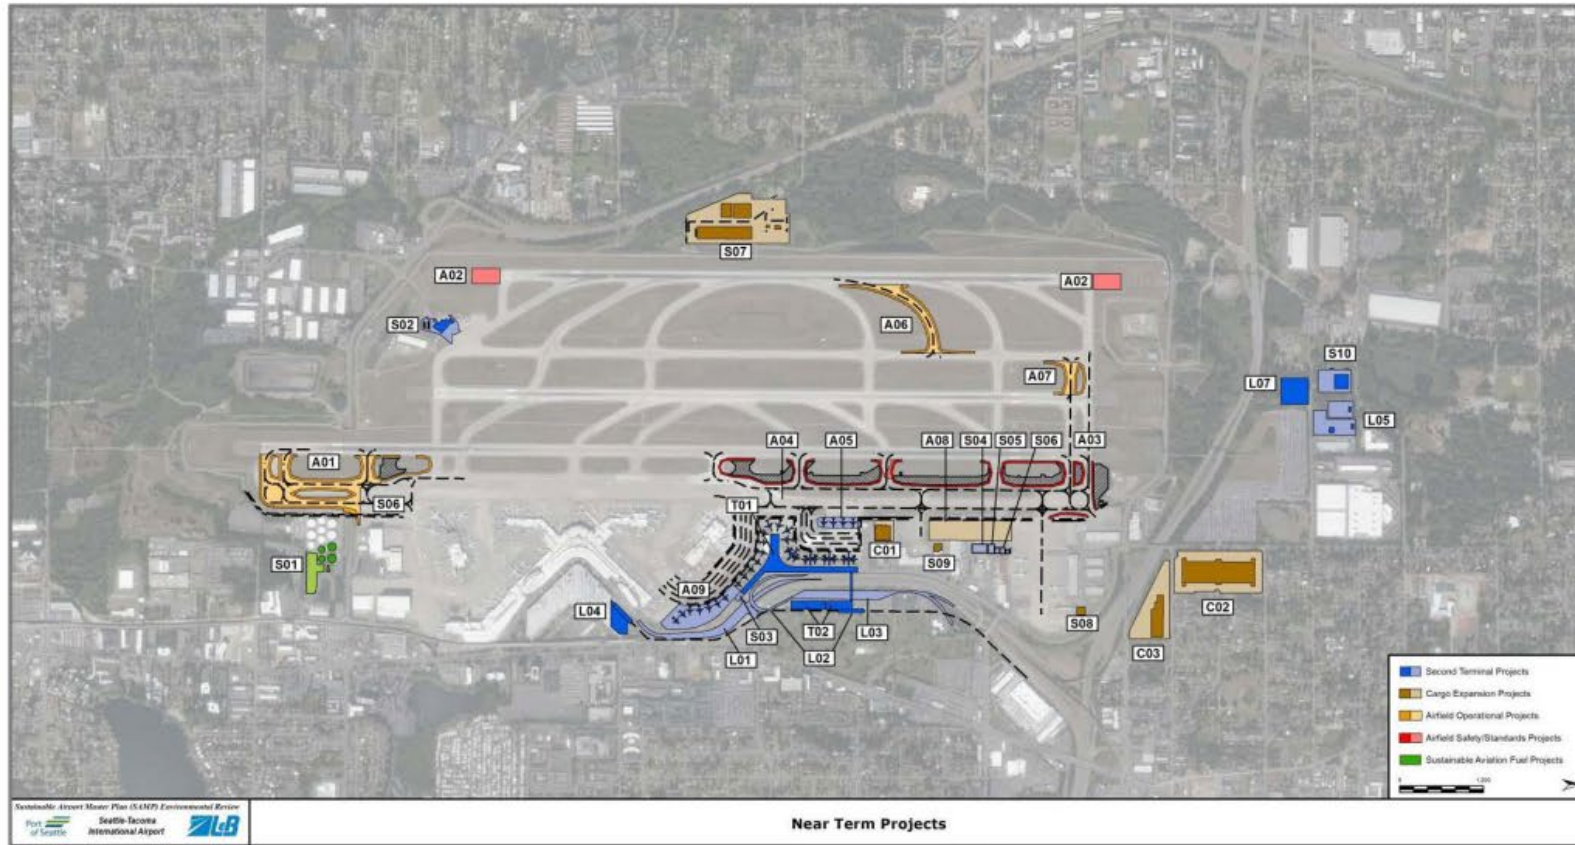 S07
A02
A02
S02
A06
A07
S10
L07
L05
A04
A05
A08
S04
S05
S06
A03
A01
S06
T01
C01
S09
S01
A09
L04
S03
T02
L03
L01
L02
S08
C02
C03
Second Terminal Projects
Cargo Expansion Projects
Airfield Operational Projects
Airfield Safety/Standards Projects
Sustainable Aviation Fuel Projects
0
Sustainable Airport Master Plan (SAMP) Environmental Review
Port of Seattle
Seattle-Tacoma
International Airport
L&B
Near Term Projects